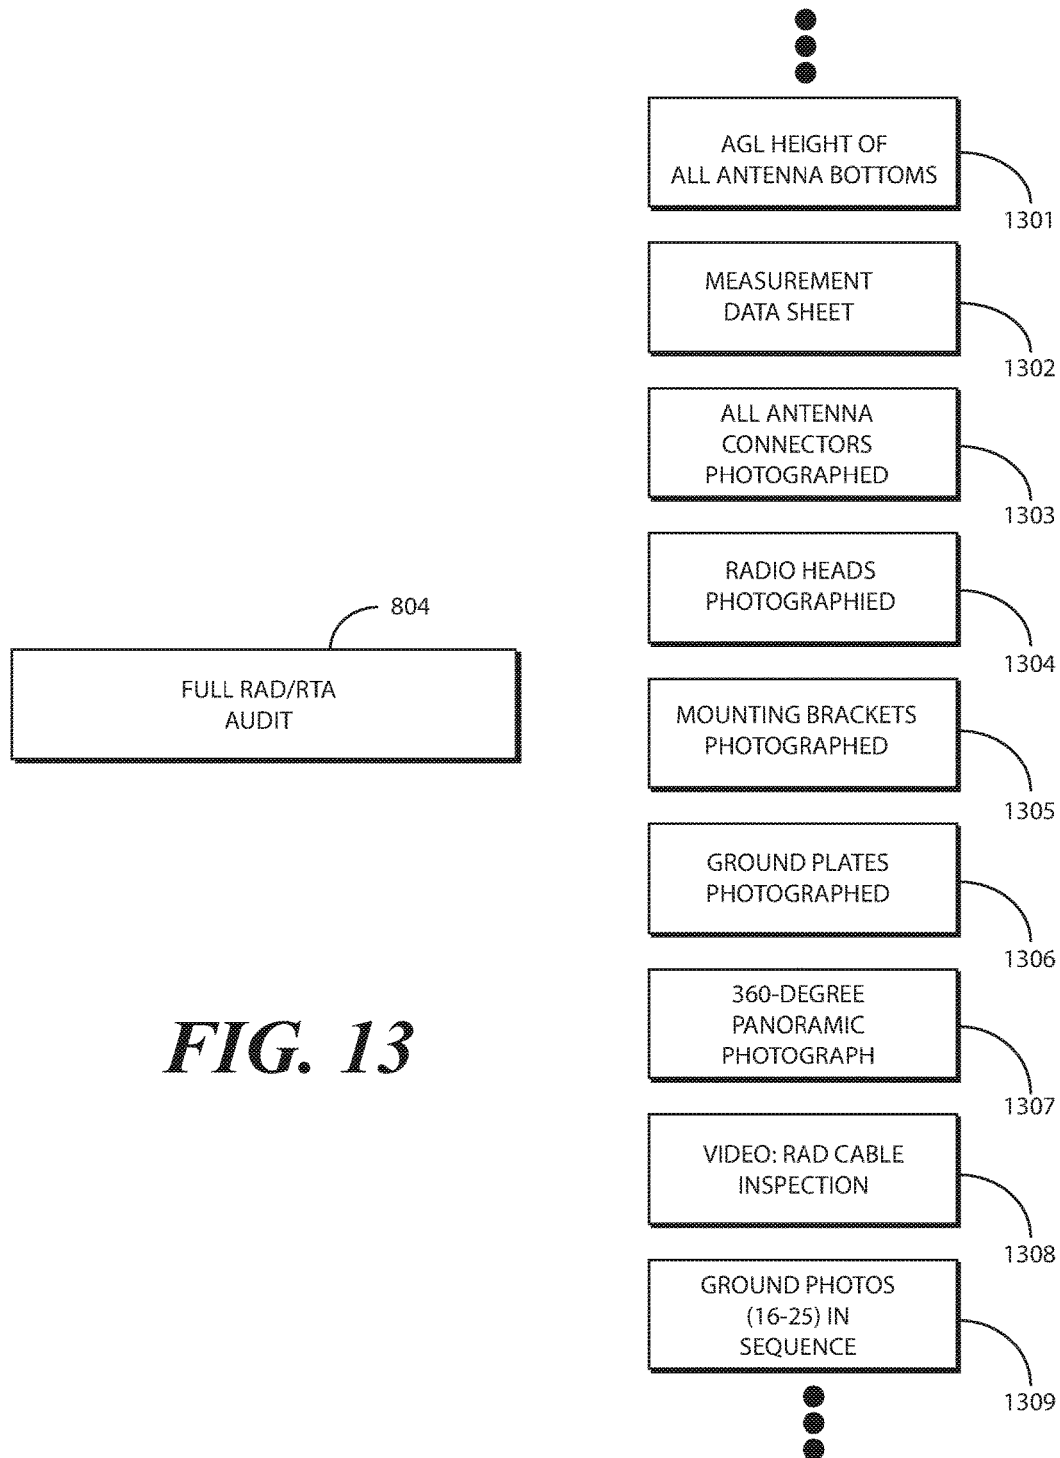 AGL HEIGHT OF
ALL ANTENNA BOTTOMS
1301
MEASUREMENT
DATA SHEET
1302
ALL ANTENNA
CONNECTORS
PHOTOGRAPHED
1303
RADIO HEADS
PHOTOGRAPHIED
1304
804
FULL RAD/RTA
AUDIT
MOUNTING BRACKETS
PHOTOGRAPHED
1305
GROUND PLATES
PHOTOGRAPHED
1306
FIG. 13
360-DEGREE
PANORAMIC
PHOTOGRAPH
1307
VIDEO: RAD CABLE
INSPECTION
1308
GROUND PHOTOS
(16-25) IN
SEQUENCE
1309